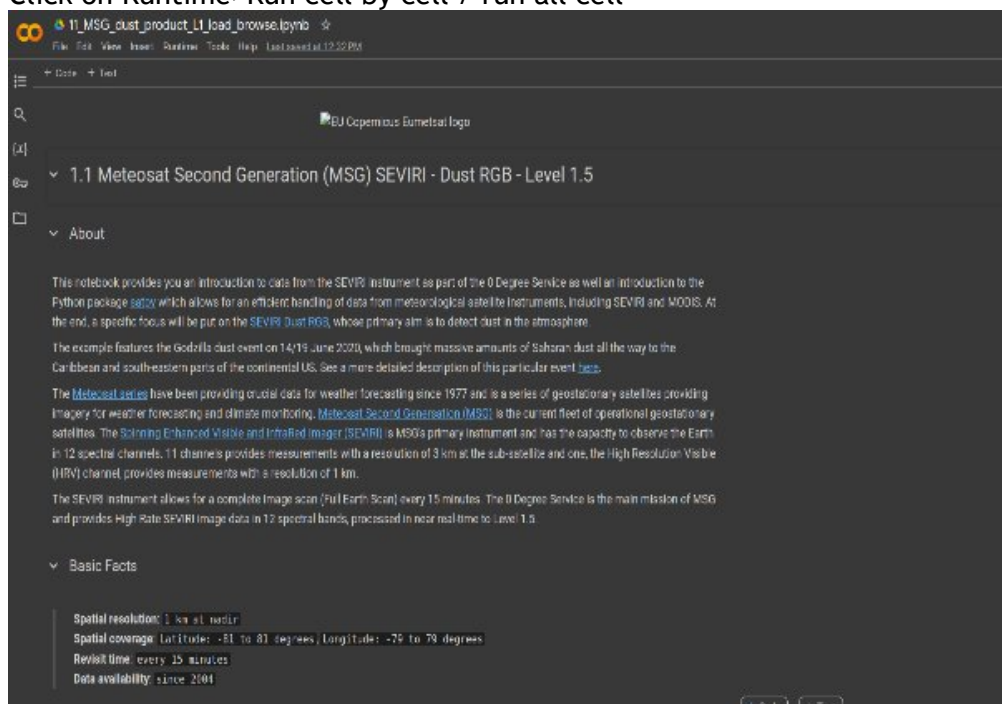 Click on Runtime: Run cell by cell / run all cell
11_MSG_dust_product_L1_load_browse.ipynb
File Edit View Insert Runtime Tools Help Last saved at 12:32 PM
+ Code + Text
EU Copernicus Eumetsat logo
1.1 Meteosat Second Generation (MSG) SEVIRI - Dust RGB - Level 1.5
About
This notebook provides you an introduction to data from the SEVIRI instrument as part of the 0 Degree Service as well an introduction to the
Python package satpy which allows for an efficient handling of data from meteorological satellite instruments, including SEVIRI and MODIS. At
the end, a specific focus will be put on the SEVIRI Dust RGB, whose primary aim is to detect dust in the atmosphere.
The example features the Godzilla dust event on 14/19 June 2020, which brought massive amounts of Saharan dust all the way to the
Caribbean and south-eastern parts of the continental US. See a more detailed description of this particular event here.
The Meteosat series have been providing crucial data for weather forecasting since 1977 and is a series of geostationary satellites providing
imagery for weather forecasting and climate monitoring. Meteosat Second Generation (MSG) is the current fleet of operational geostationary
satellites. The Spinning Enhanced Visible and InfraRed Imager (SEVIRI) is MSG's primary instrument and has the capacity to observe the Earth
in 12 spectral channels. 11 channels provides measurements with a resolution of 3 km at the sub-satellite and one, the High Resolution Visible
(HRV) channel, provides measurements with a resolution of 1 km.
The SEVIRI instrument allows for a complete image scan (Full Earth Scan) every 15 minutes. The 0 Degree Service is the main mission of MSG
and provides High Rate SEVIRI image data in 12 spectral bands, processed in near real-time to Level 1.5.
Basic Facts
Spatial resolution: 1 km at nadir
Spatial coverage: Latitude: -81 to 81 degrees, Longitude: -79 to 79 degrees
Revisit time: every 15 minutes
Data availability: since 2004